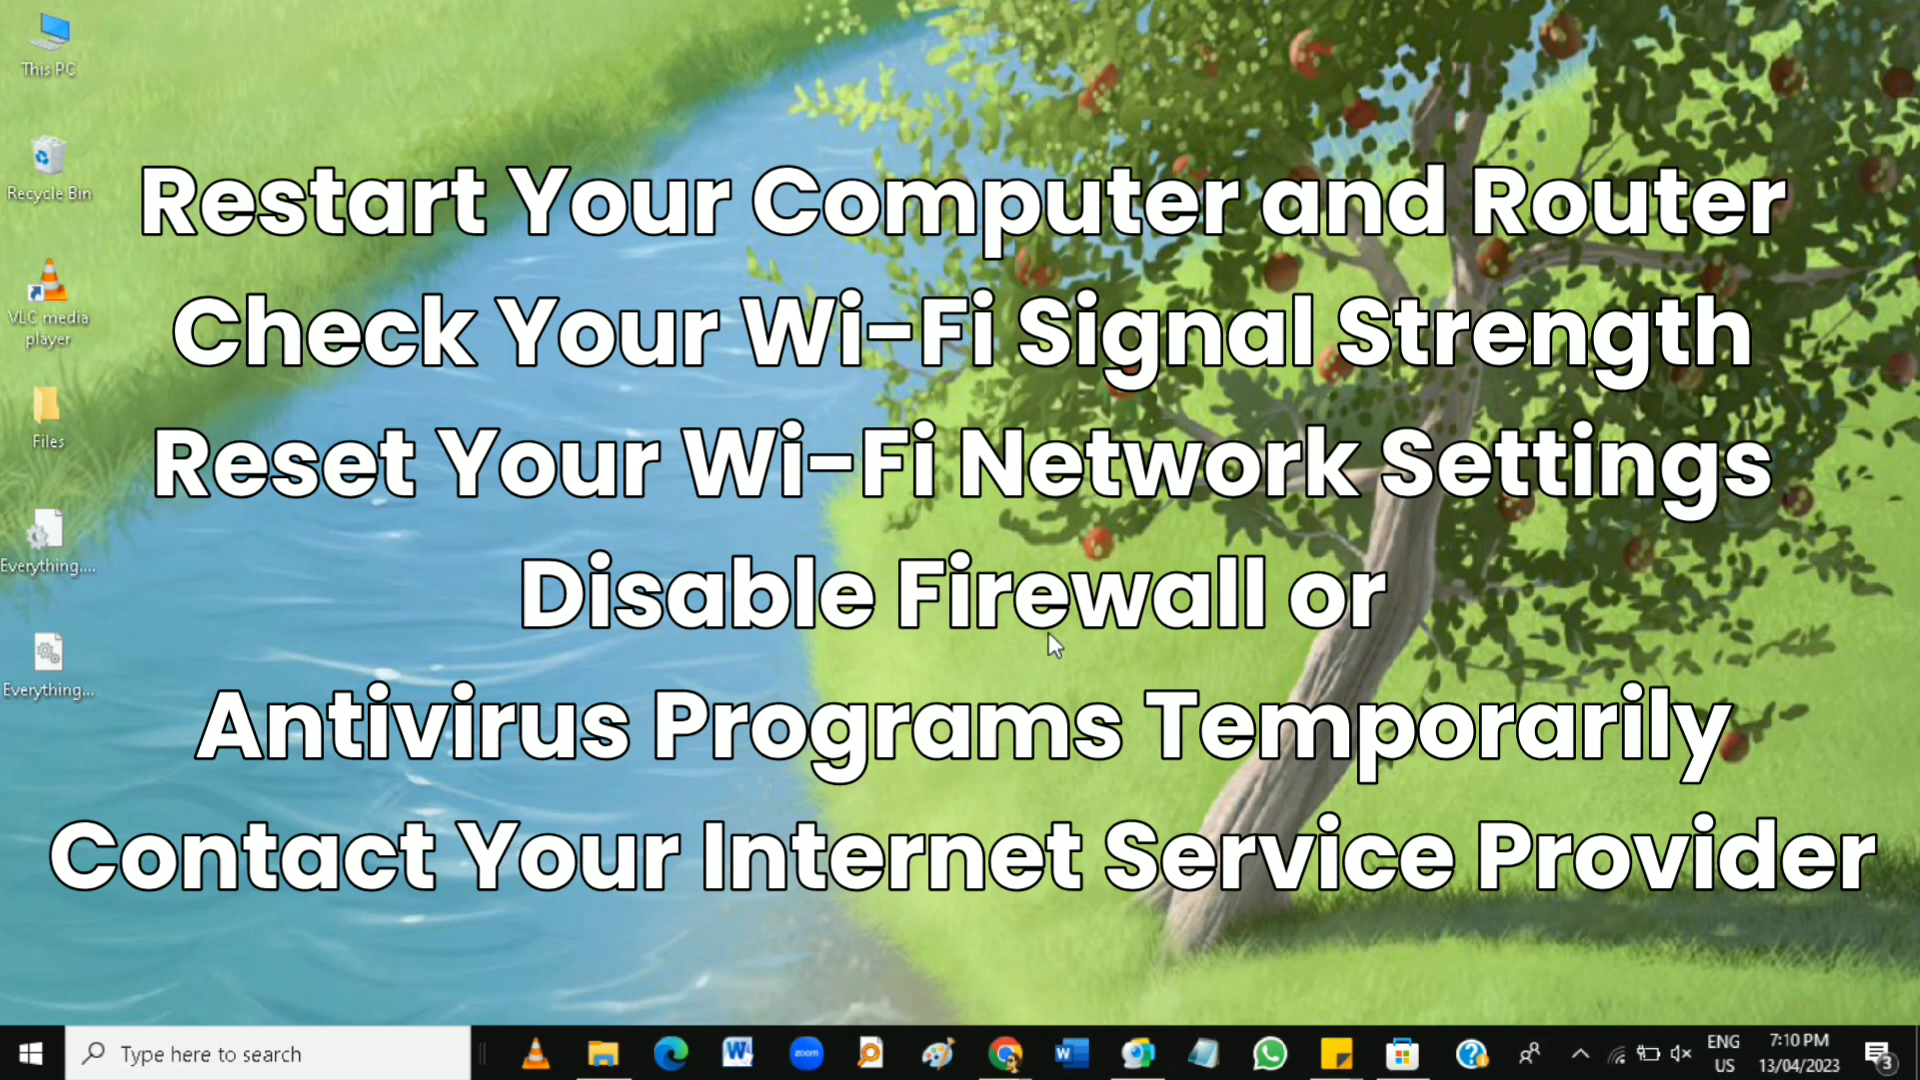 This PC
Recycle Bin
VLC media
player
Files
Everything....
Everything...
Restart Your Computer and Router
Check Your Wi-Fi Signal Strength
Reset Your Wi-Fi Network Settings
Disable Firewall or
Antivirus Programs Temporarily
Contact Your Internet Service Provider
Type here to search
zoom
ENG
US
7:10 PM
13/04/2023
3